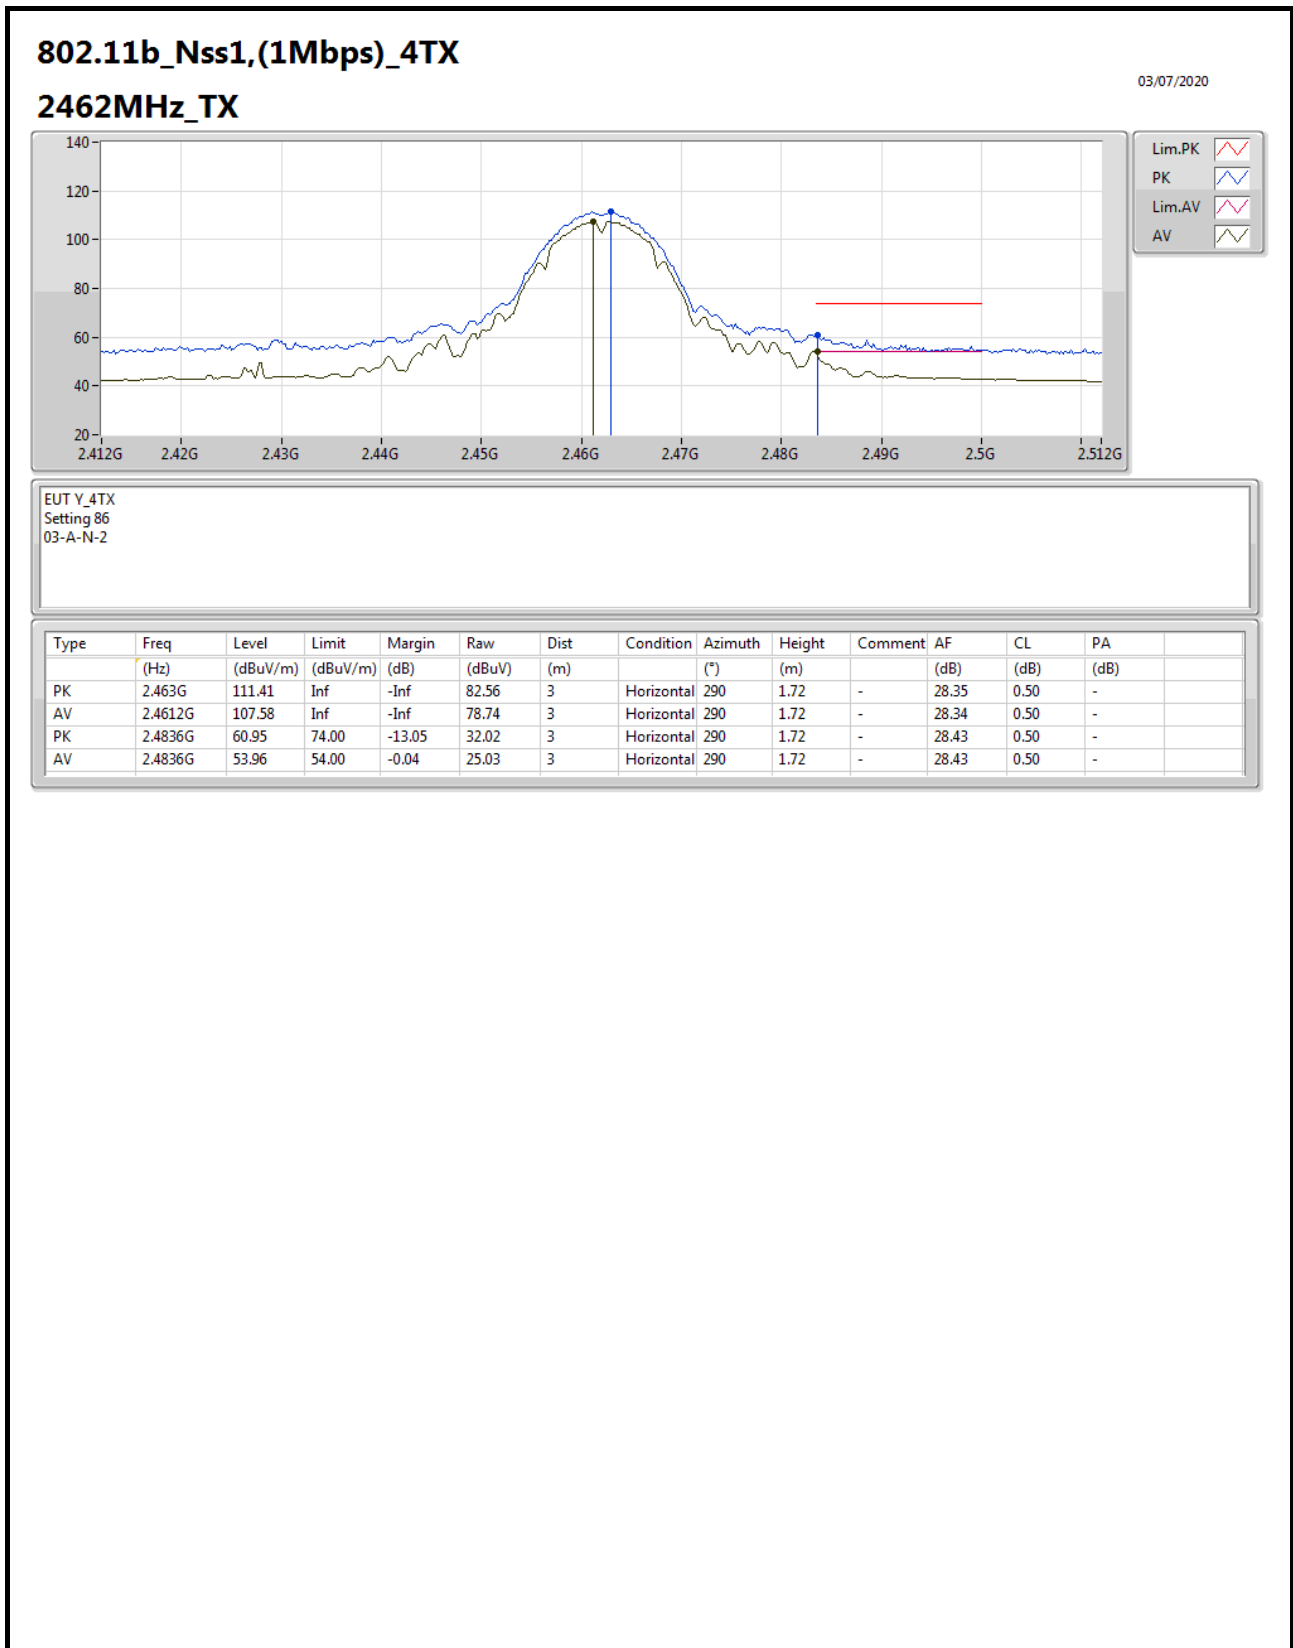 802.11b_Nss1,(1Mbps)_4TX
03/07/2020
2462MHz_TX
140
120
100
80
60
40
20
2.412G 2.42G 2.43G 2.44G 2.45G 2.46G 2.47G 2.48G 2.49G 2.5G 2.512G
Lim.PK
PK
Lim.AV
AV
EUT Y_4TX
Setting 86
03-A-N-2
Type Freq Level Limit Margin Raw Dist Condition Azimuth Height Comment AF CL PA
(Hz) (dBuV/m) (dBuV/m) (dB) (dBuV) (m) (°) (m) (dB) (dB) (dB)
PK 2.463G 111.41 Inf -Inf 82.56 3 Horizontal 290 1.72 - 28.35 0.50 -
AV 2.4612G 107.58 Inf -Inf 78.74 3 Horizontal 290 1.72 - 28.34 0.50 -
PK 2.4836G 60.95 74.00 -13.05 32.02 3 Horizontal 290 1.72 - 28.43 0.50 -
AV 2.4836G 53.96 54.00 -0.04 25.03 3 Horizontal 290 1.72 - 28.43 0.50 -